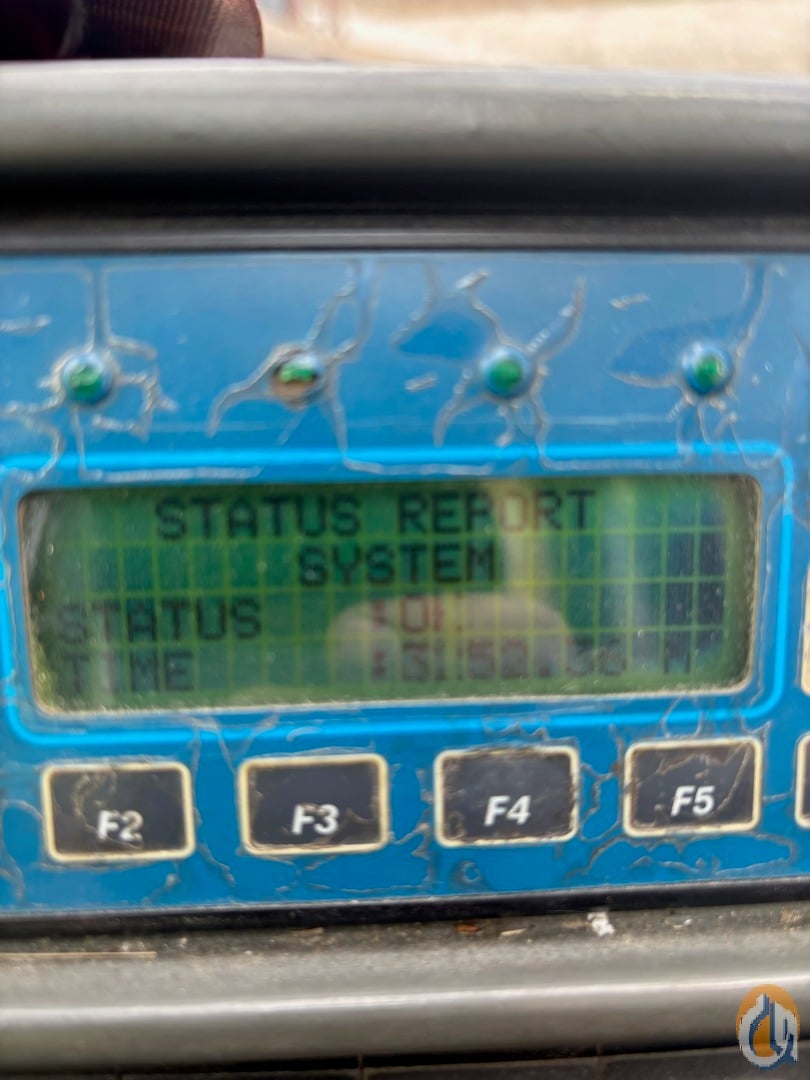 STATUS REPORT
SYSTEM
STATUS :
TIME :
F2 F3 F4 F5